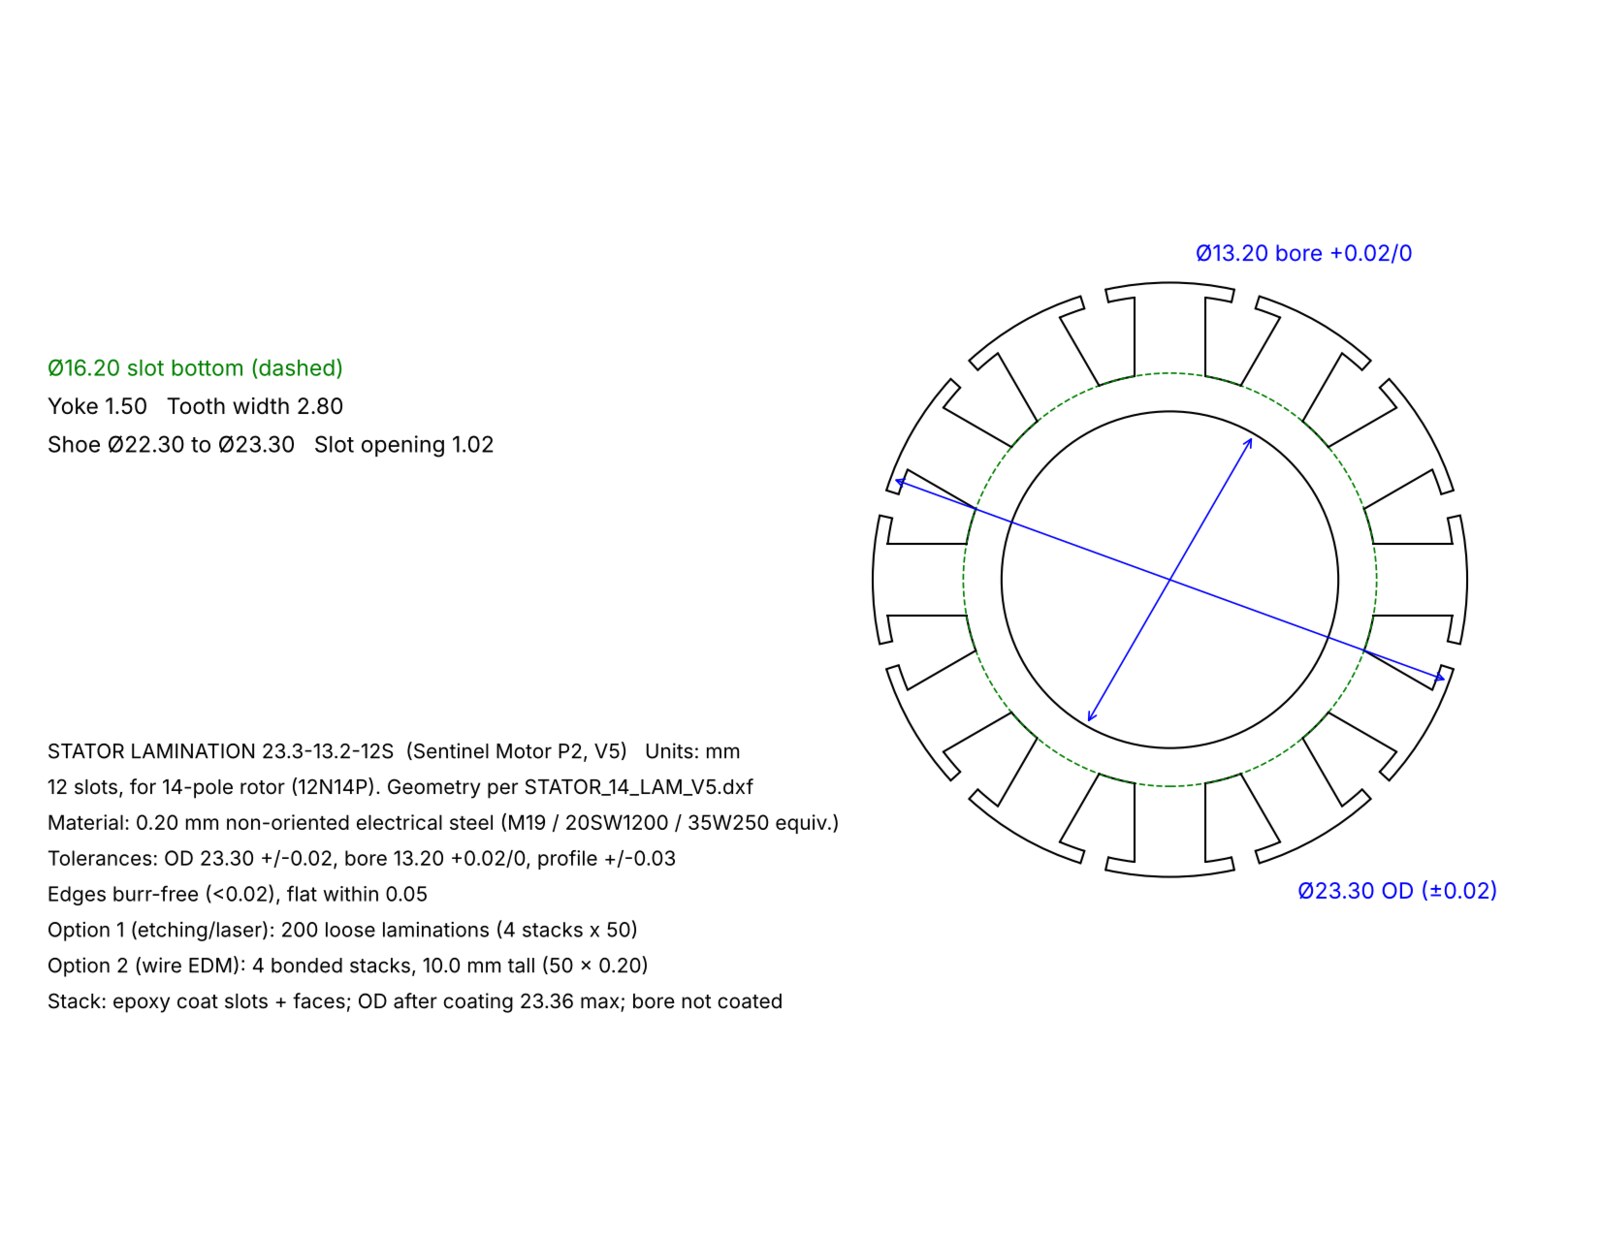 Ø13.20 bore +0.02/0
Ø16.20 slot bottom (dashed)
Yoke 1.50   Tooth width 2.80
Shoe Ø22.30 to Ø23.30   Slot opening 1.02
STATOR LAMINATION 23.3-13.2-12S  (Sentinel Motor P2, V5)   Units: mm
12 slots, for 14-pole rotor (12N14P). Geometry per STATOR_14_LAM_V5.dxf
Material: 0.20 mm non-oriented electrical steel (M19 / 20SW1200 / 35W250 equiv.)
Tolerances: OD 23.30 +/-0.02, bore 13.20 +0.02/0, profile +/-0.03
Edges burr-free (<0.02), flat within 0.05
Ø23.30 OD (±0.02)
Option 1 (etching/laser): 200 loose laminations (4 stacks x 50)
Option 2 (wire EDM): 4 bonded stacks, 10.0 mm tall (50 × 0.20)
Stack: epoxy coat slots + faces; OD after coating 23.36 max; bore not coated